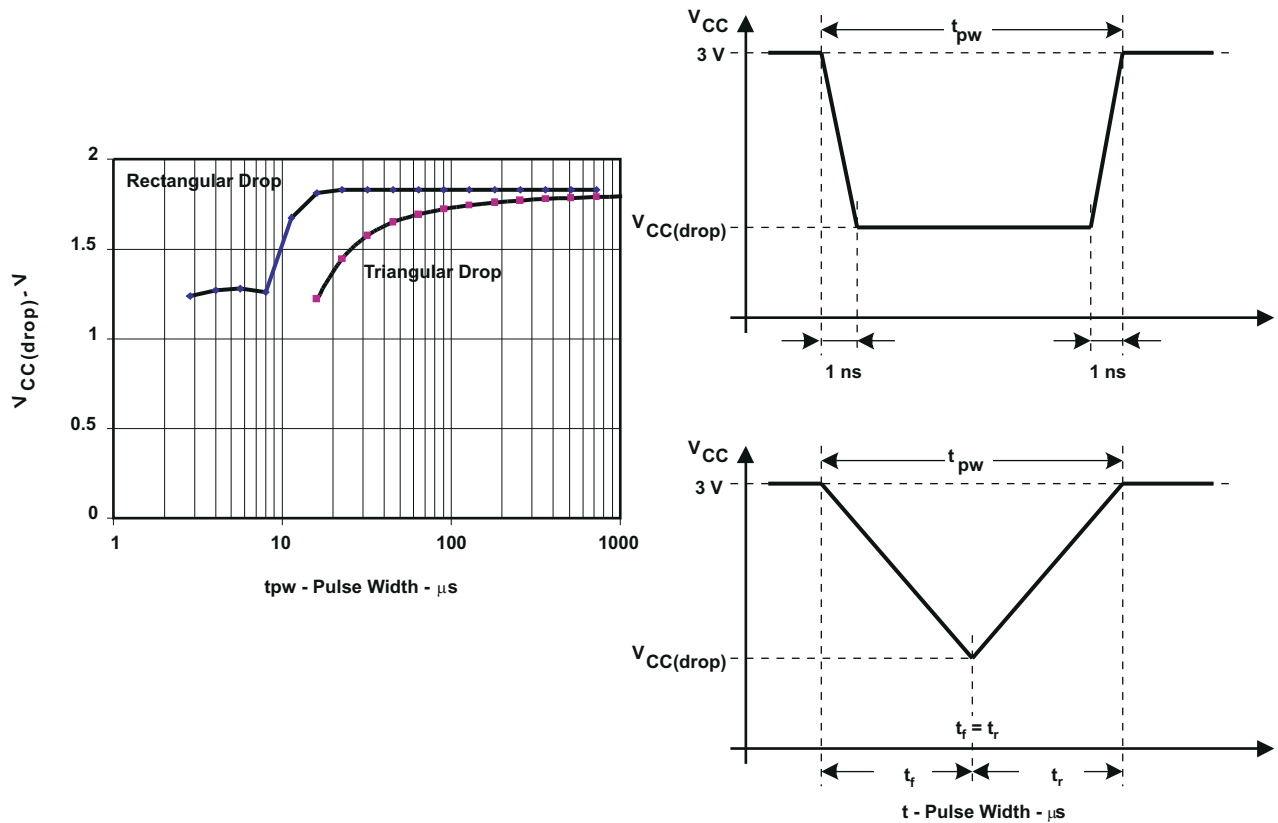 2
1.5
1
0.5
0
V CC(drop) - V
Rectangular Drop
Triangular Drop
1
10
100
1000
tpw - Pulse Width - μs
VCC
3 V
tpw
VCC(drop)
1 ns
1 ns
VCC
3 V
tpw
VCC(drop)
tf = tr
tf
tr
t - Pulse Width - μs